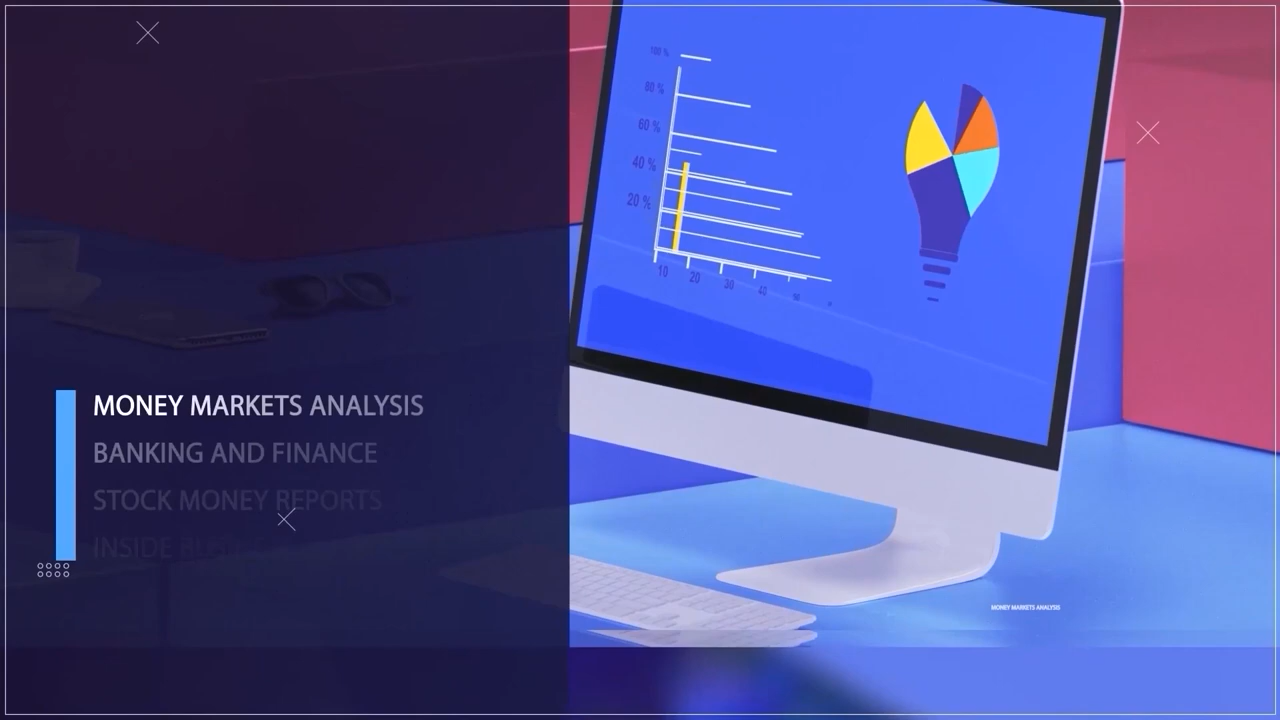 100 %
80 %
60 %
40 %
20 %
10 20 30 40 50
MONEY MARKETS ANALYSIS
BANKING AND FINANCE
STOCK MONEY REPORTS
INSIDE
MONEY MARKETS ANALYSIS